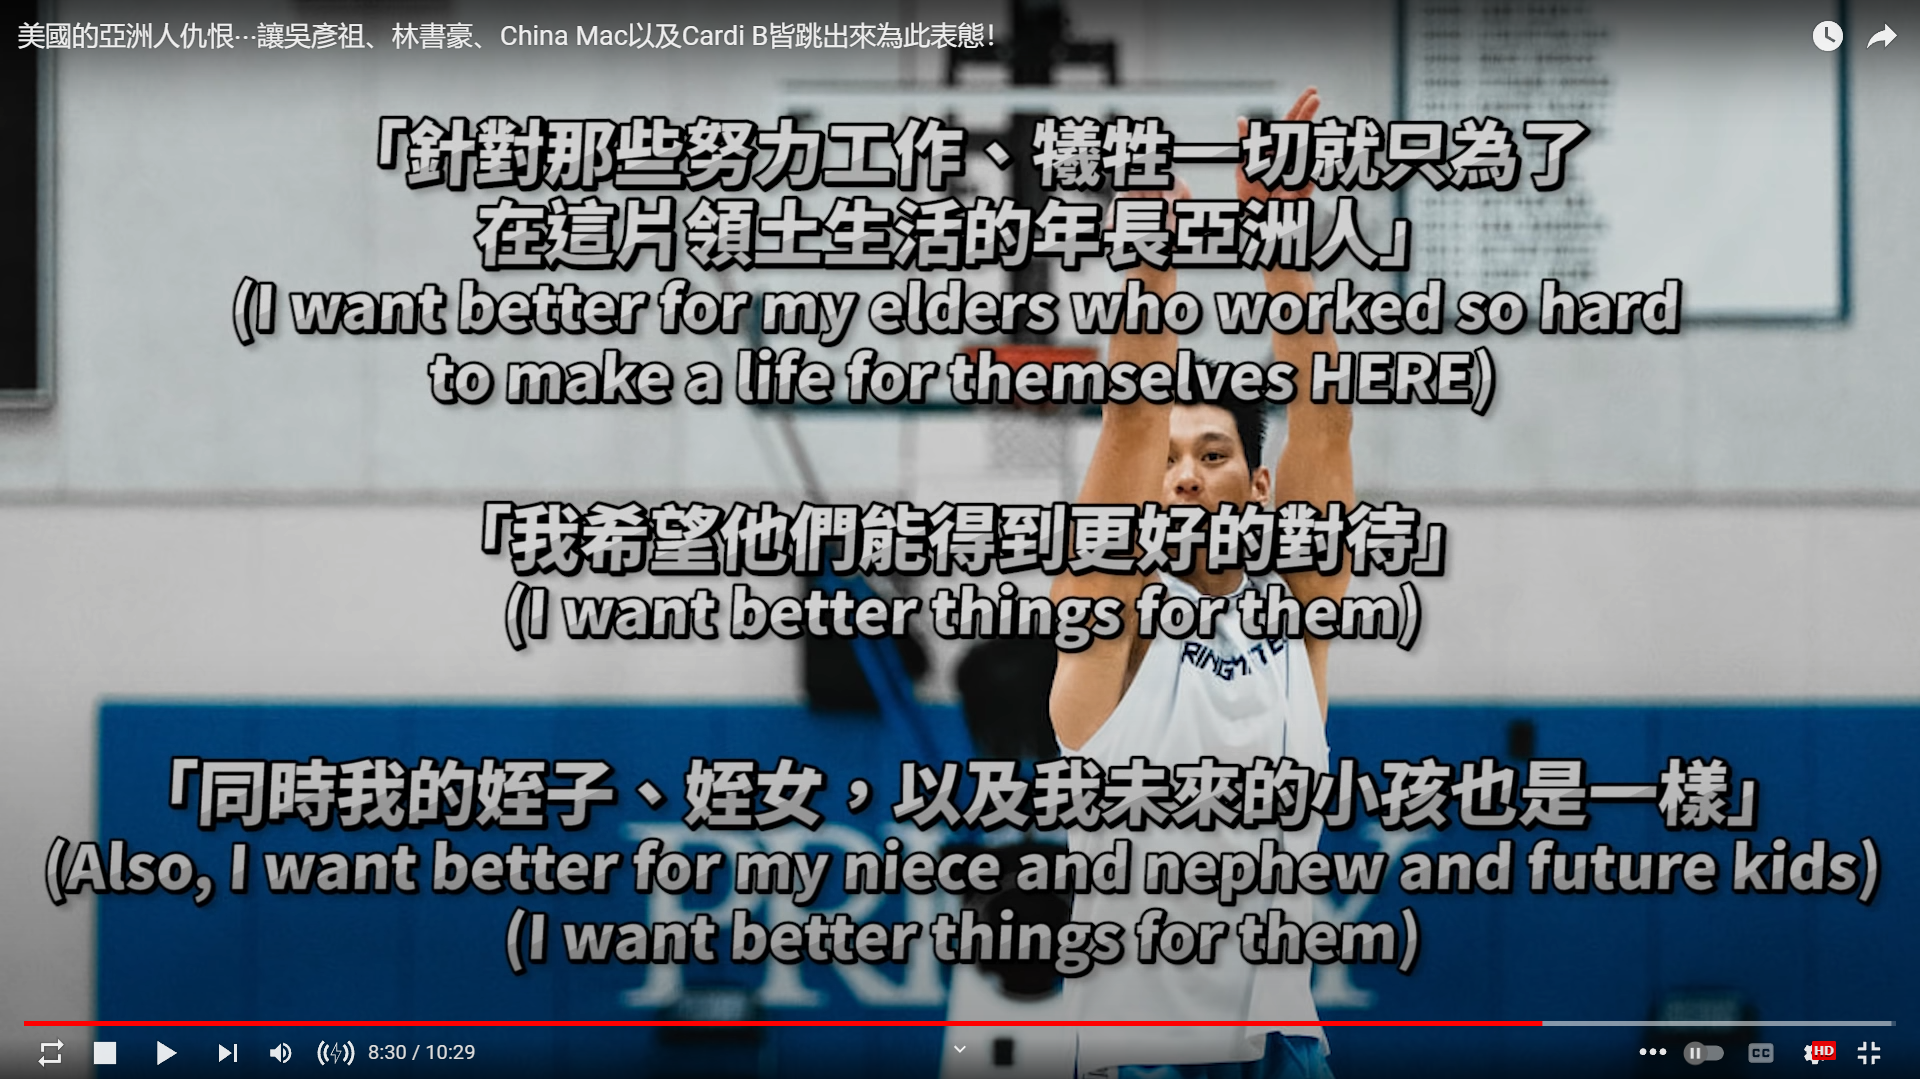 美國的亞洲人仇恨…讓吳彥祖、林書豪、China Mac以及Cardi B皆跳出來為此表態！
「針對那些努力工作、犧牲一切就只為了
在這片領土生活的年長亞洲人」
(I want better for my elders who worked so hard
to make a life for themselves HERE)
「我希望他們能得到更好的對待」
(I want better things for them)
「同時我的姪子、姪女，以及我未來的小孩也是一樣」
(Also, I want better for my niece and nephew and future kids)
(I want better things for them)
8:30 / 10:29
CC
HD